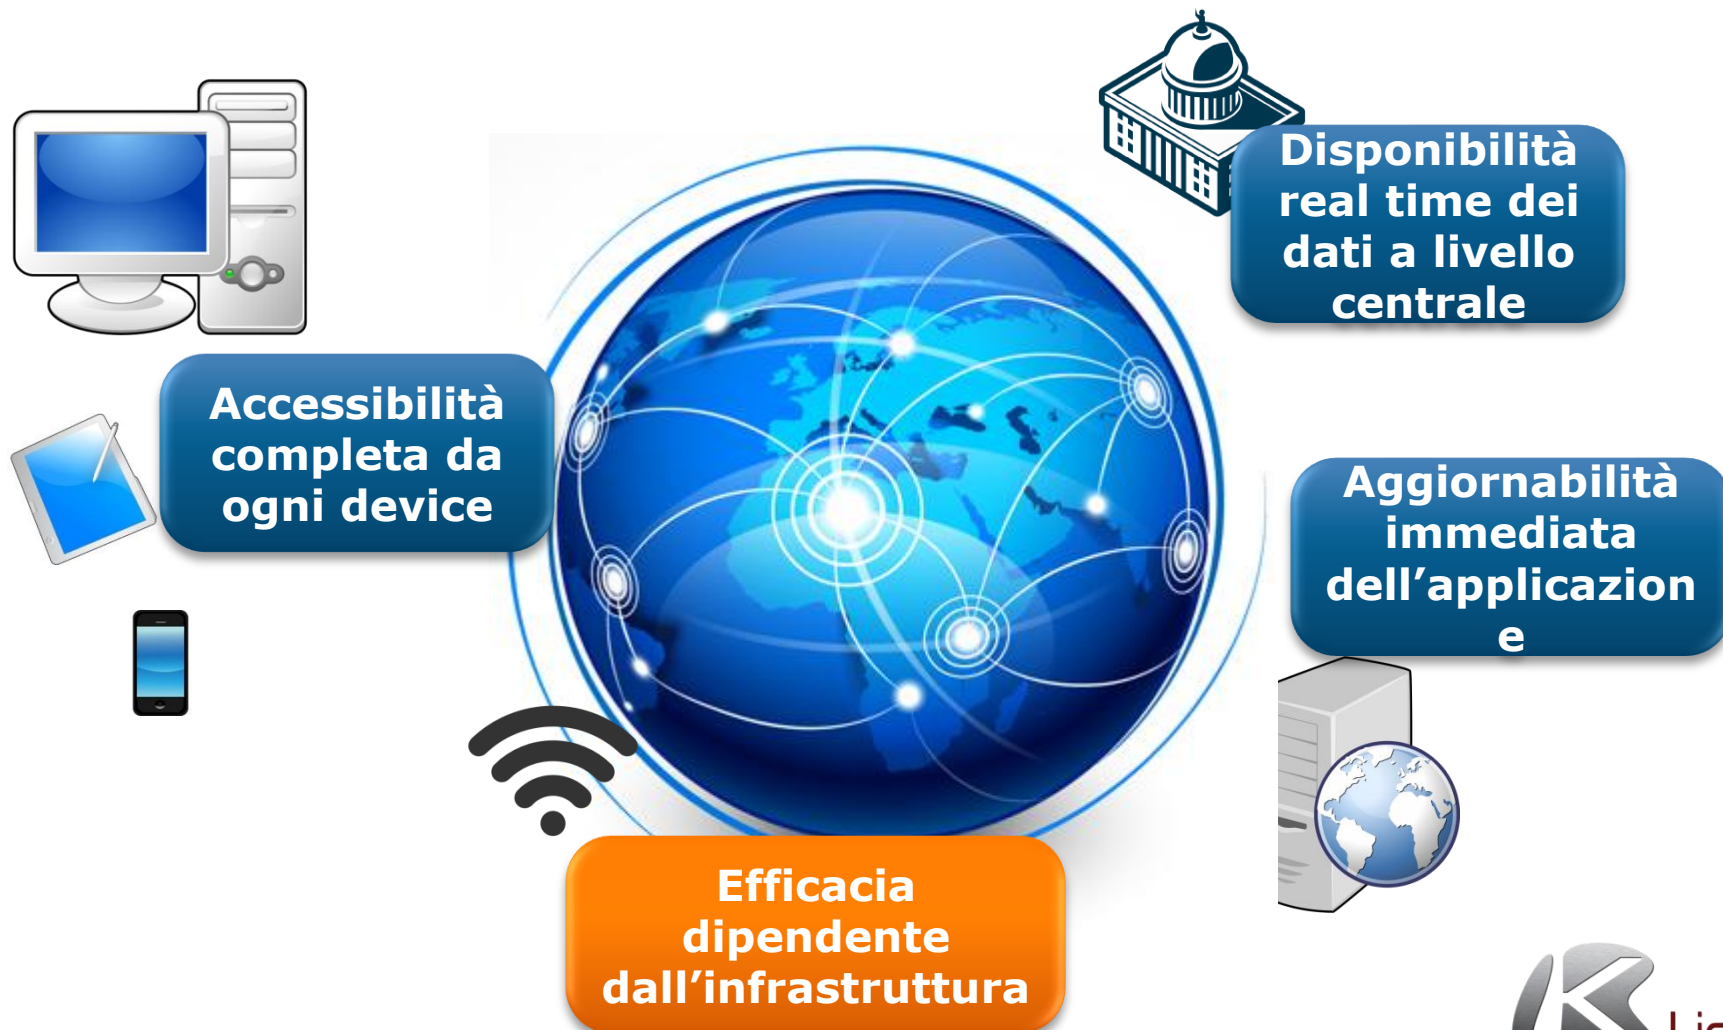 Disponibilità
real time dei
dati a livello
centrale
Accessibilità
completa da
ogni device
Aggiornabilità
immediata
dell’applicazion
e
Efficacia
dipendente
dall’infrastruttura